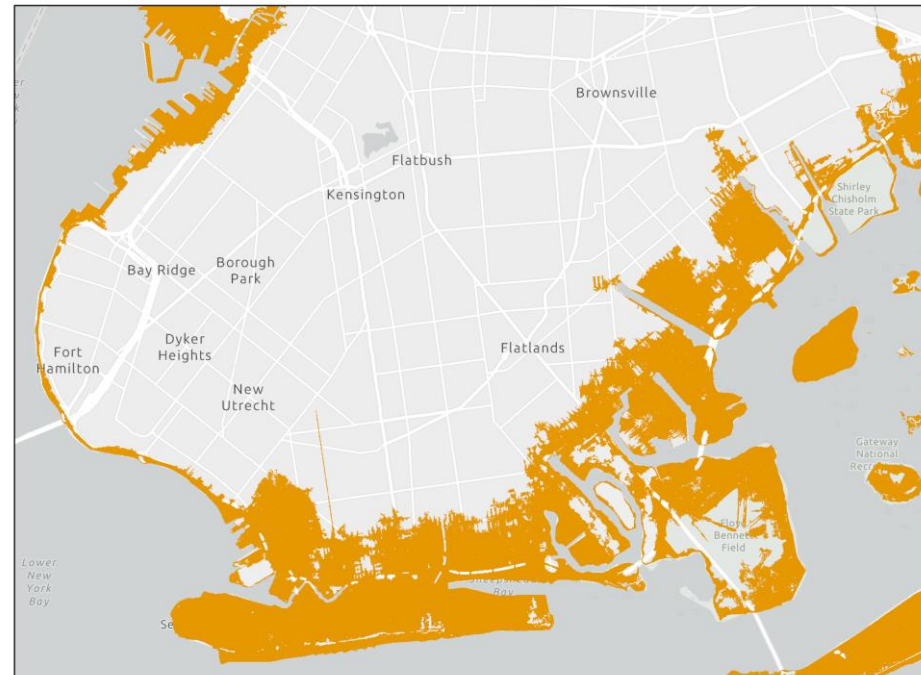 Brownsville
Flatbush
Kensington
Shirley
Chisholm
State Park
Bay Ridge
Borough
Park
Dyker
Heights
Fort
Hamilton
Flatlands
New
Utrecht
Gateway
National
Bennett
Field
Lower
New
York
Bay
Bay